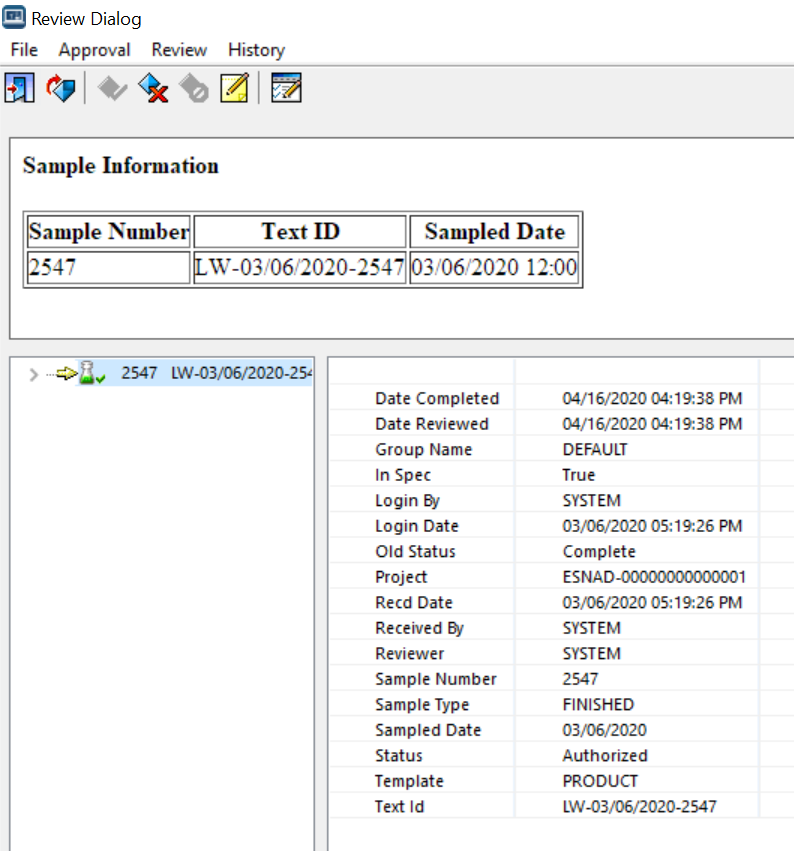 Review Dialog
File Approval Review History
Sample Information
Sample Number Text ID Sampled Date
2547 LW-03/06/2020-2547 03/06/2020 12:00
2547 LW-03/06/2020-254
Date Completed 04/16/2020 04:19:38 PM
Date Reviewed 04/16/2020 04:19:38 PM
Group Name DEFAULT
In Spec True
Login By SYSTEM
Login Date 03/06/2020 05:19:26 PM
Old Status Complete
Project ESNAD-00000000000001
Recd Date 03/06/2020 05:19:26 PM
Received By SYSTEM
Reviewer SYSTEM
Sample Number 2547
Sample Type FINISHED
Sampled Date 03/06/2020
Status Authorized
Template PRODUCT
Text Id LW-03/06/2020-2547